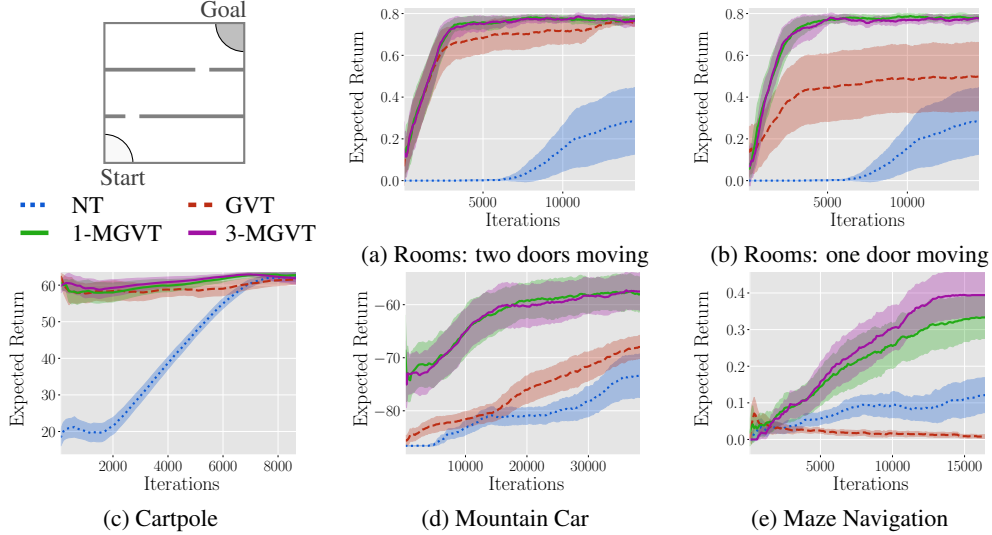 Goal
Start
NT
GVT
1-MGVT
3-MGVT
0.8
0.6
0.4
0.2
0.0
Expected Return
5000
10000
Iterations
(a) Rooms: two doors moving
0.8
0.6
0.4
0.2
0.0
Expected Return
5000
10000
Iterations
(b) Rooms: one door moving
60
50
40
30
20
Expected Return
2000
4000
6000
8000
Iterations
(c) Cartpole
−60
−70
−80
Expected Return
10000
20000
30000
Iterations
(d) Mountain Car
0.4
0.3
0.2
0.1
0.0
Expected Return
5000
10000
15000
Iterations
(e) Maze Navigation